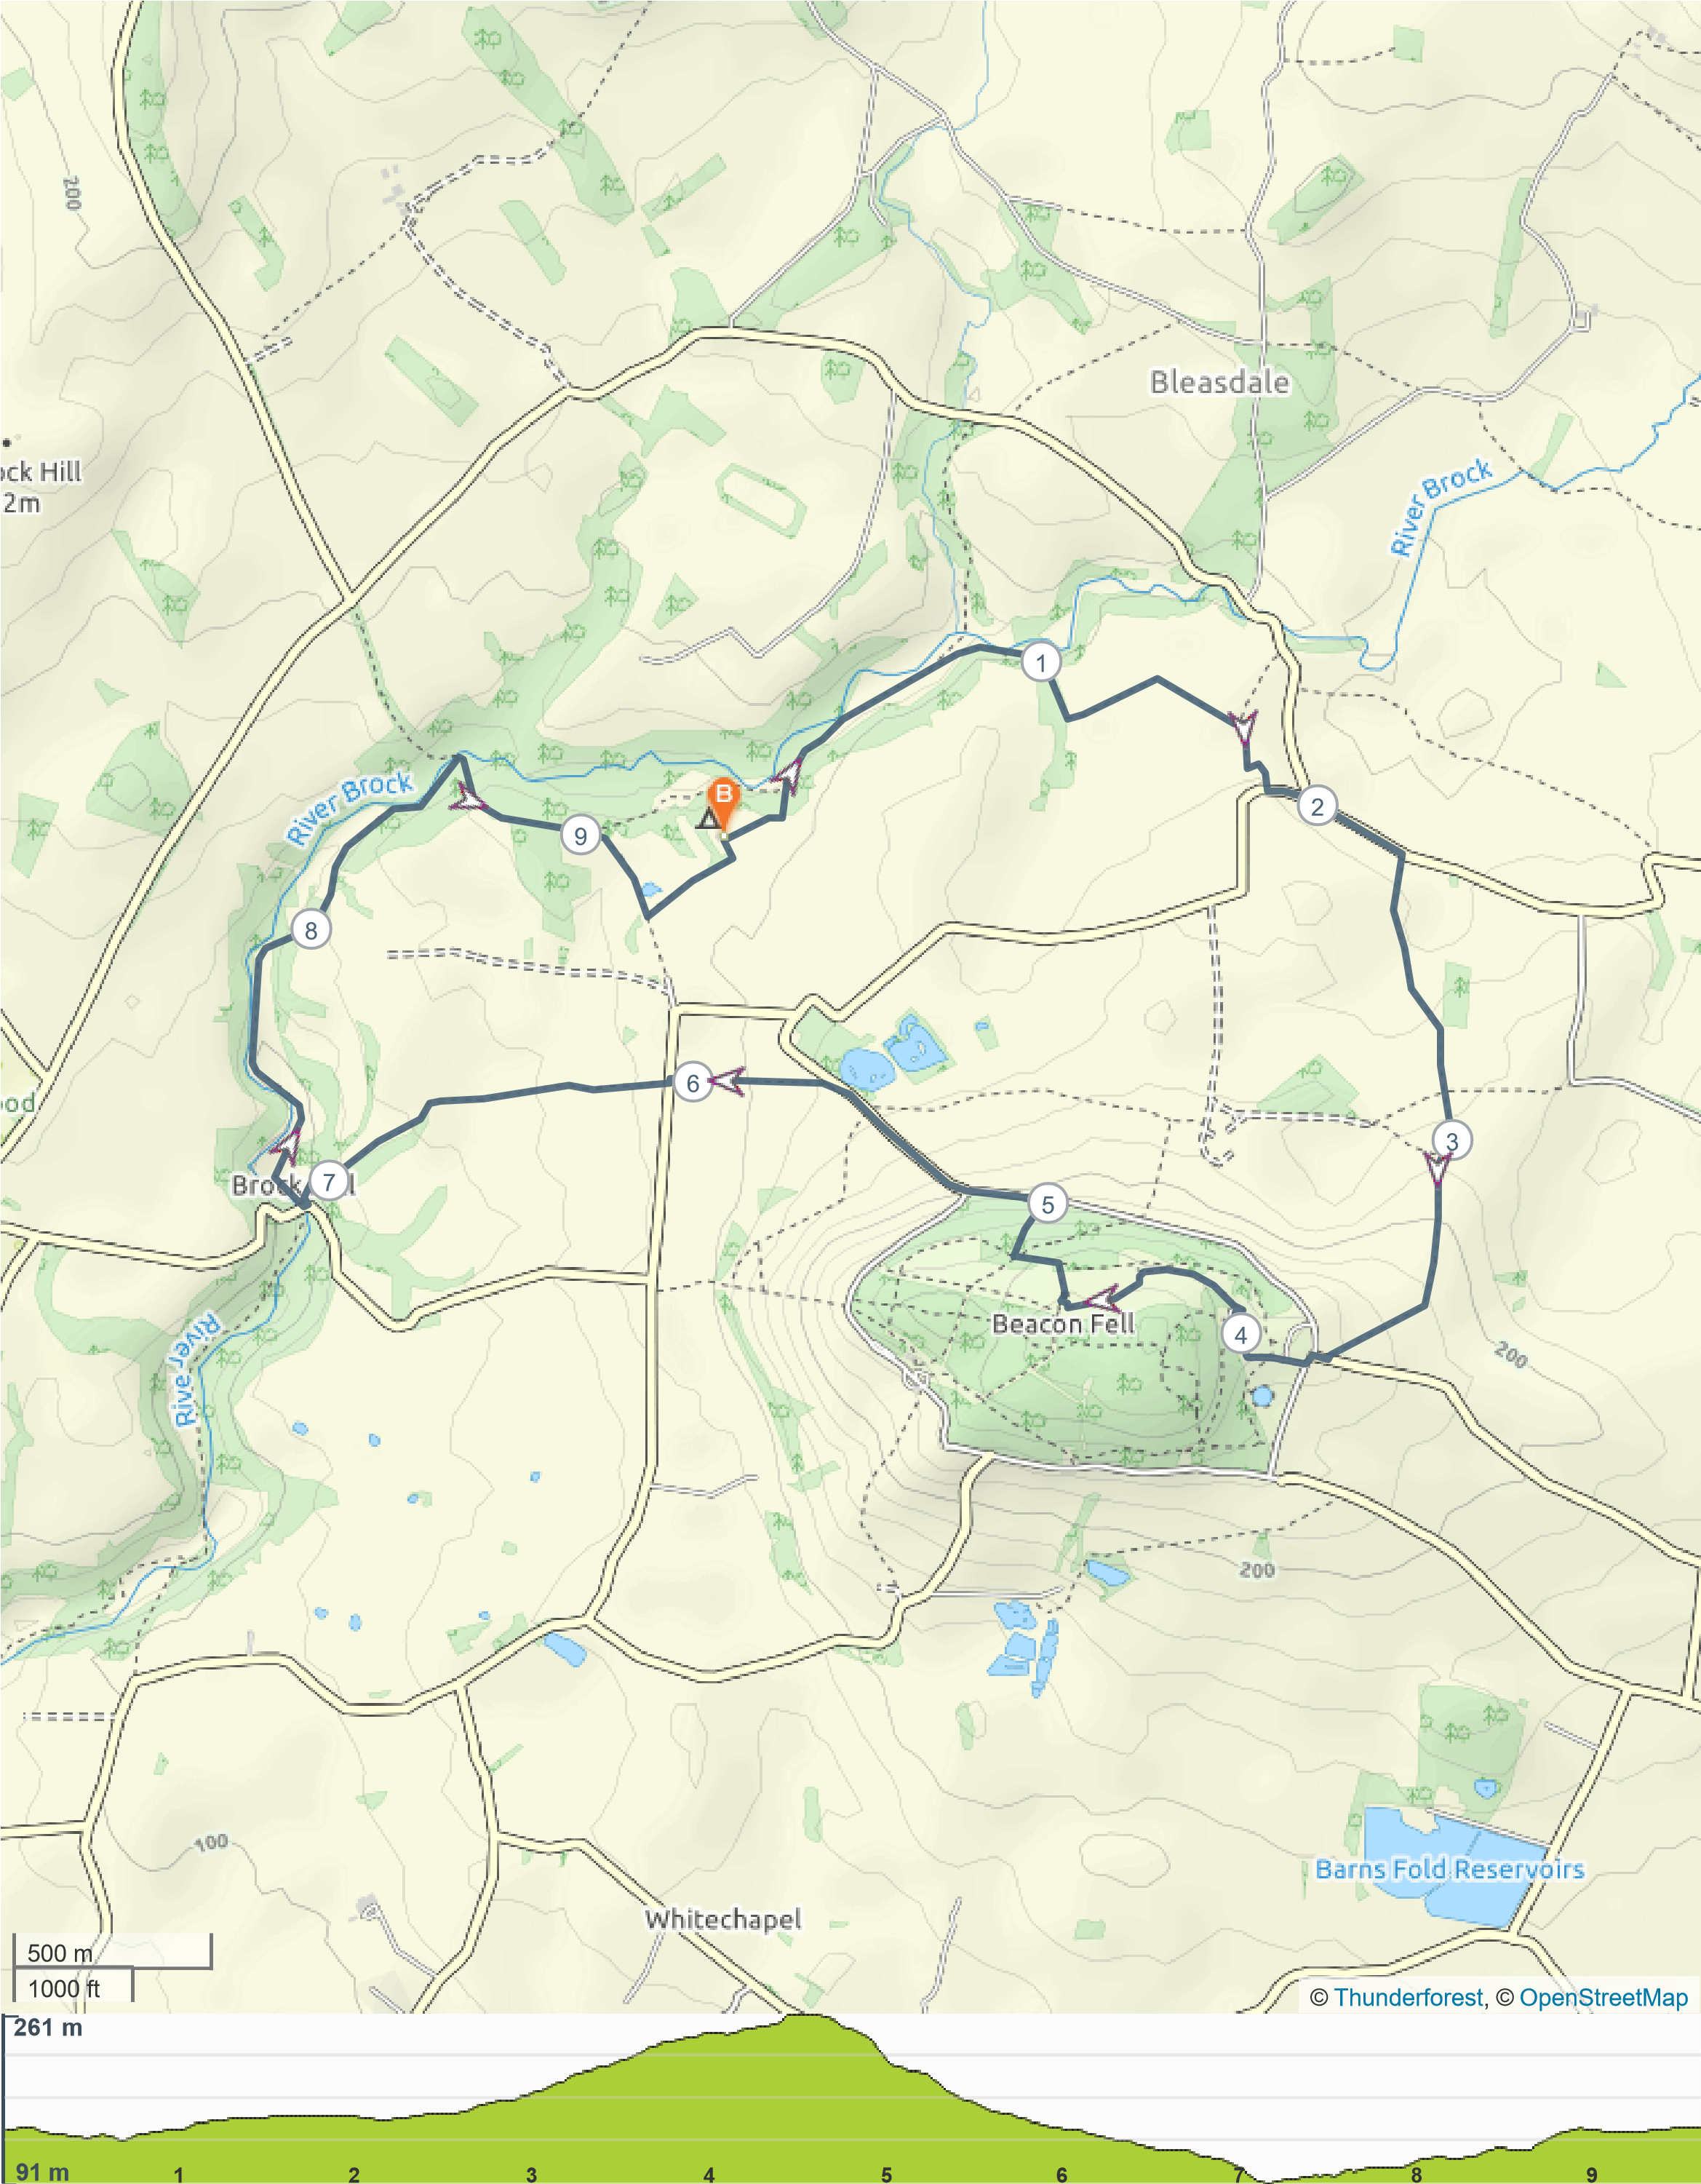 200
ock Hill
2m
Bleasdale
River Brock
B
1
2
River Brock
9
8
6
ood
3
7
5
Beacon Fell
4
200
River
200
100
Barns Fold Reservoirs
Whitechapel
500 m
1000 ft
© Thunderforest, © OpenStreetMap
261 m
91 m 1 2 3 4 5 6 7 8 9